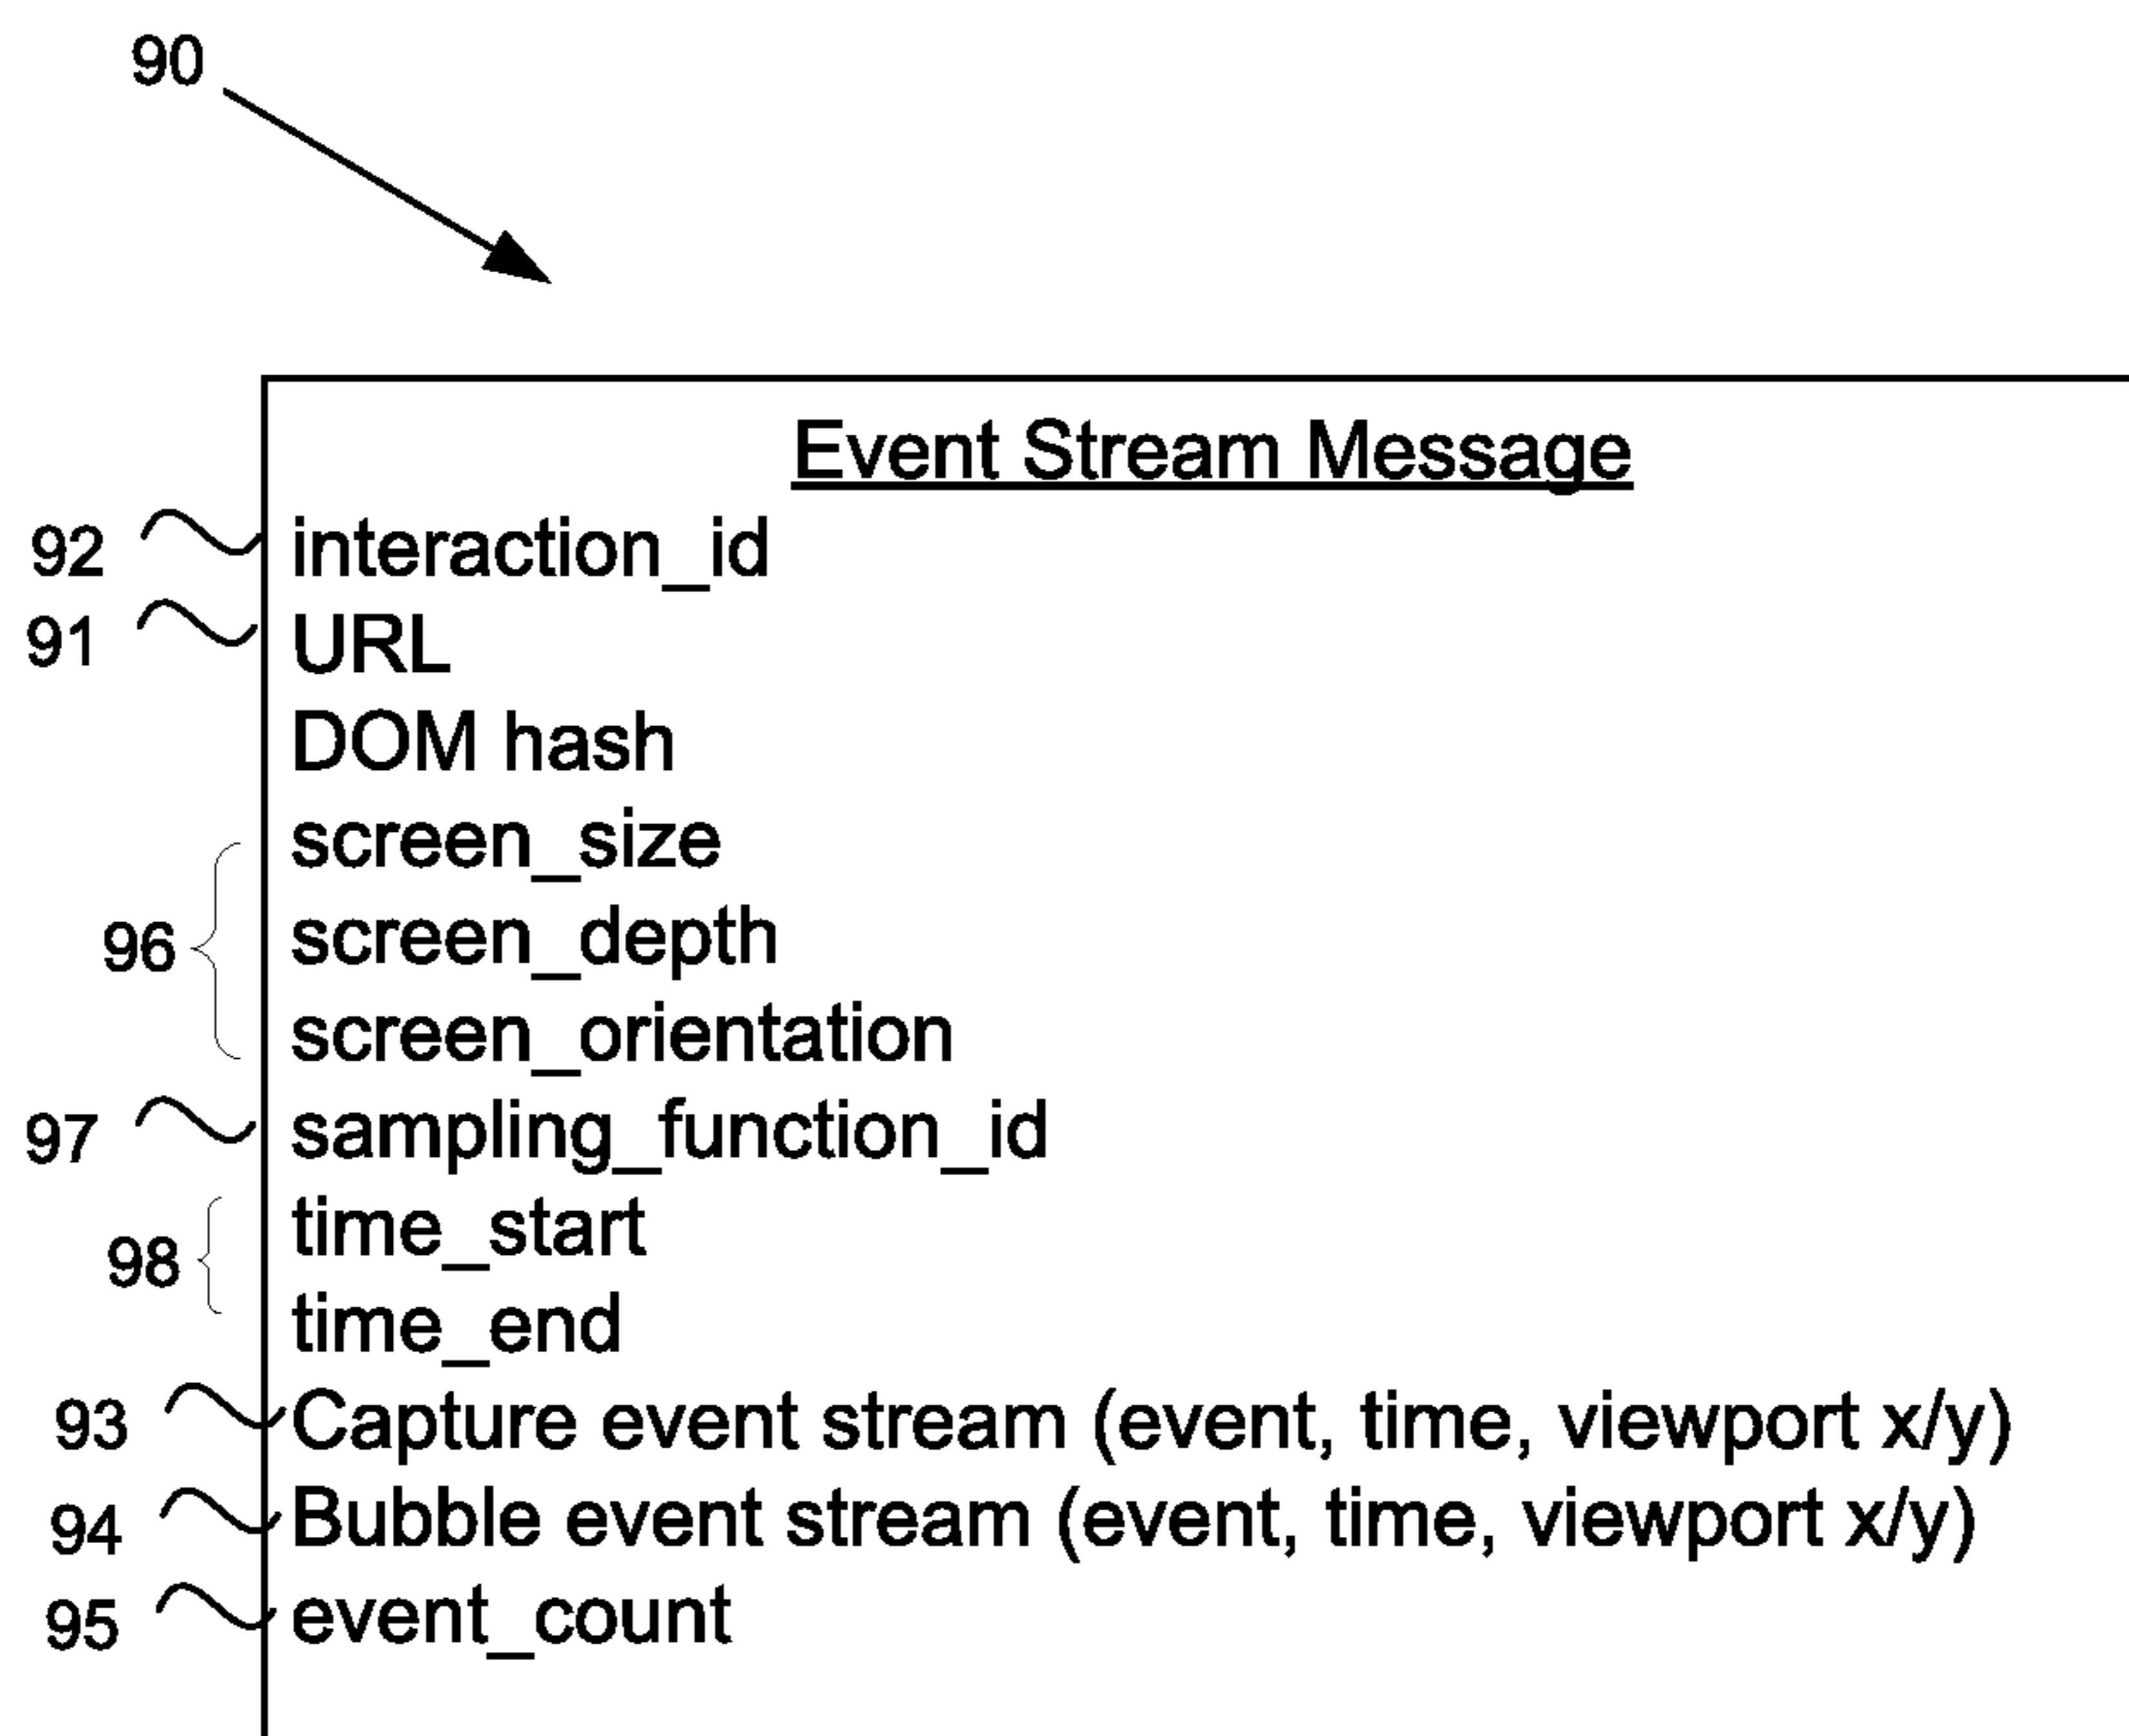 90
Event Stream Message
92 interaction_id
91 URL
DOM hash
screen_size
96 screen_depth
screen_orientation
97 sampling_function_id
time_start
98
time_end
93 Capture event stream (event, time, viewport x/y)
94 Bubble event stream (event, time, viewport x/y)
95 event_count